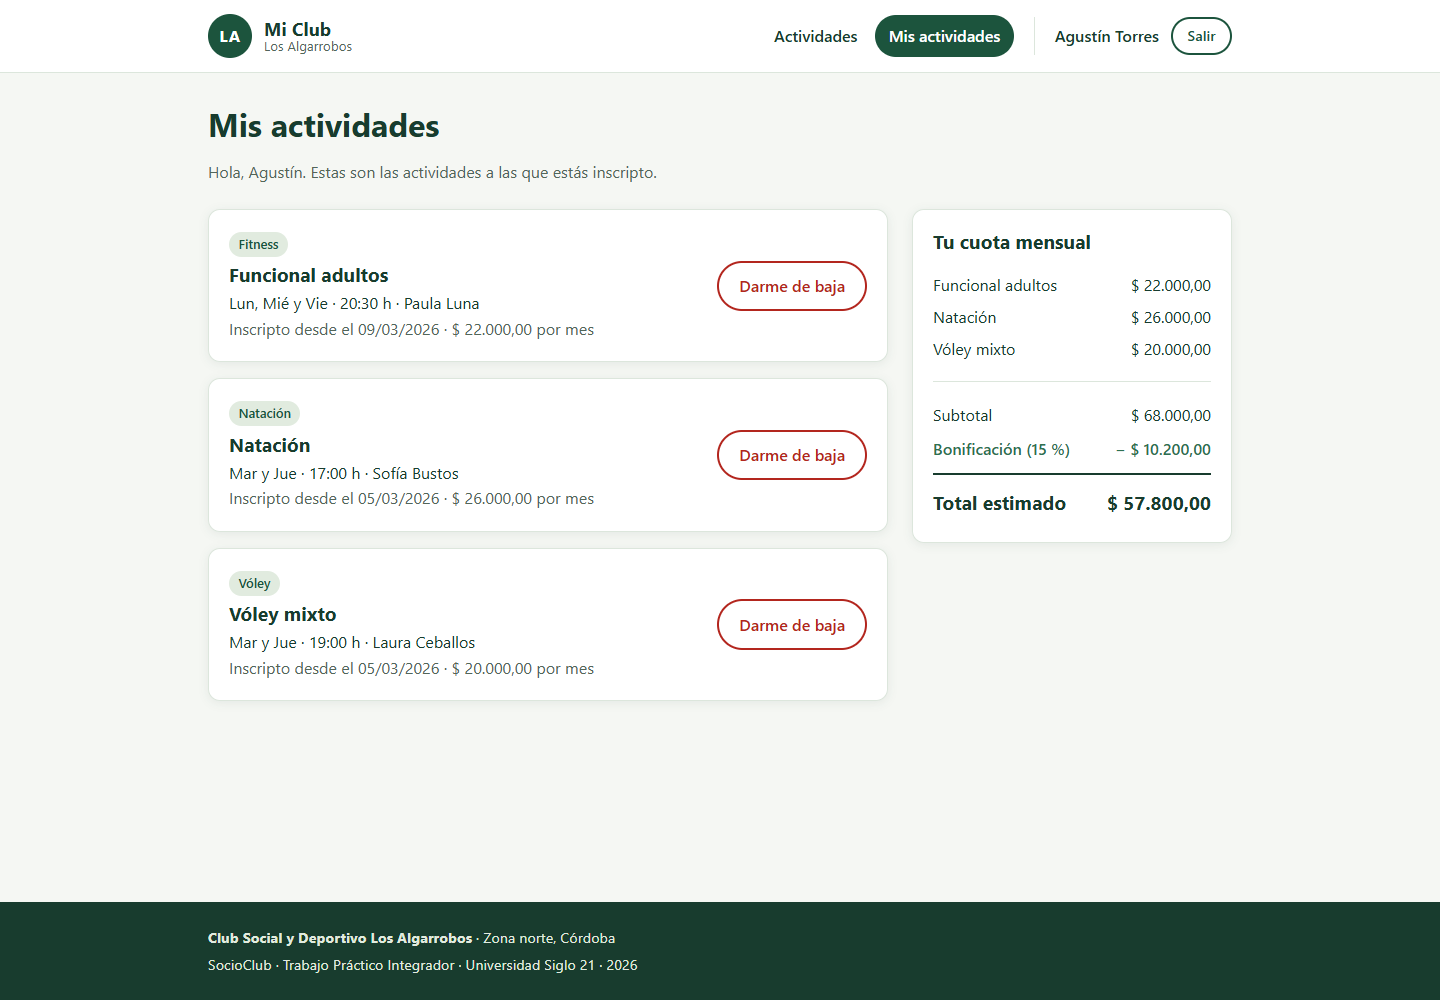 LA
Mi Club
Los Algarrobos
Actividades
Mis actividades
Agustín Torres
Salir
Mis actividades
Hola, Agustín. Estas son las actividades a las que estás inscripto.
Fitness
Funcional adultos
Lun, Mié y Vie · 20:30 h · Paula Luna
Inscripto desde el 09/03/2026 · $ 22.000,00 por mes
Darme de baja
Natación
Natación
Mar y Jue · 17:00 h · Sofía Bustos
Inscripto desde el 05/03/2026 · $ 26.000,00 por mes
Darme de baja
Vóley
Vóley mixto
Mar y Jue · 19:00 h · Laura Ceballos
Inscripto desde el 05/03/2026 · $ 20.000,00 por mes
Darme de baja
Tu cuota mensual
Funcional adultos $ 22.000,00
Natación $ 26.000,00
Vóley mixto $ 20.000,00
Subtotal $ 68.000,00
Bonificación (15 %) − $ 10.200,00
Total estimado $ 57.800,00
Club Social y Deportivo Los Algarrobos · Zona norte, Córdoba
SocioClub · Trabajo Práctico Integrador · Universidad Siglo 21 · 2026